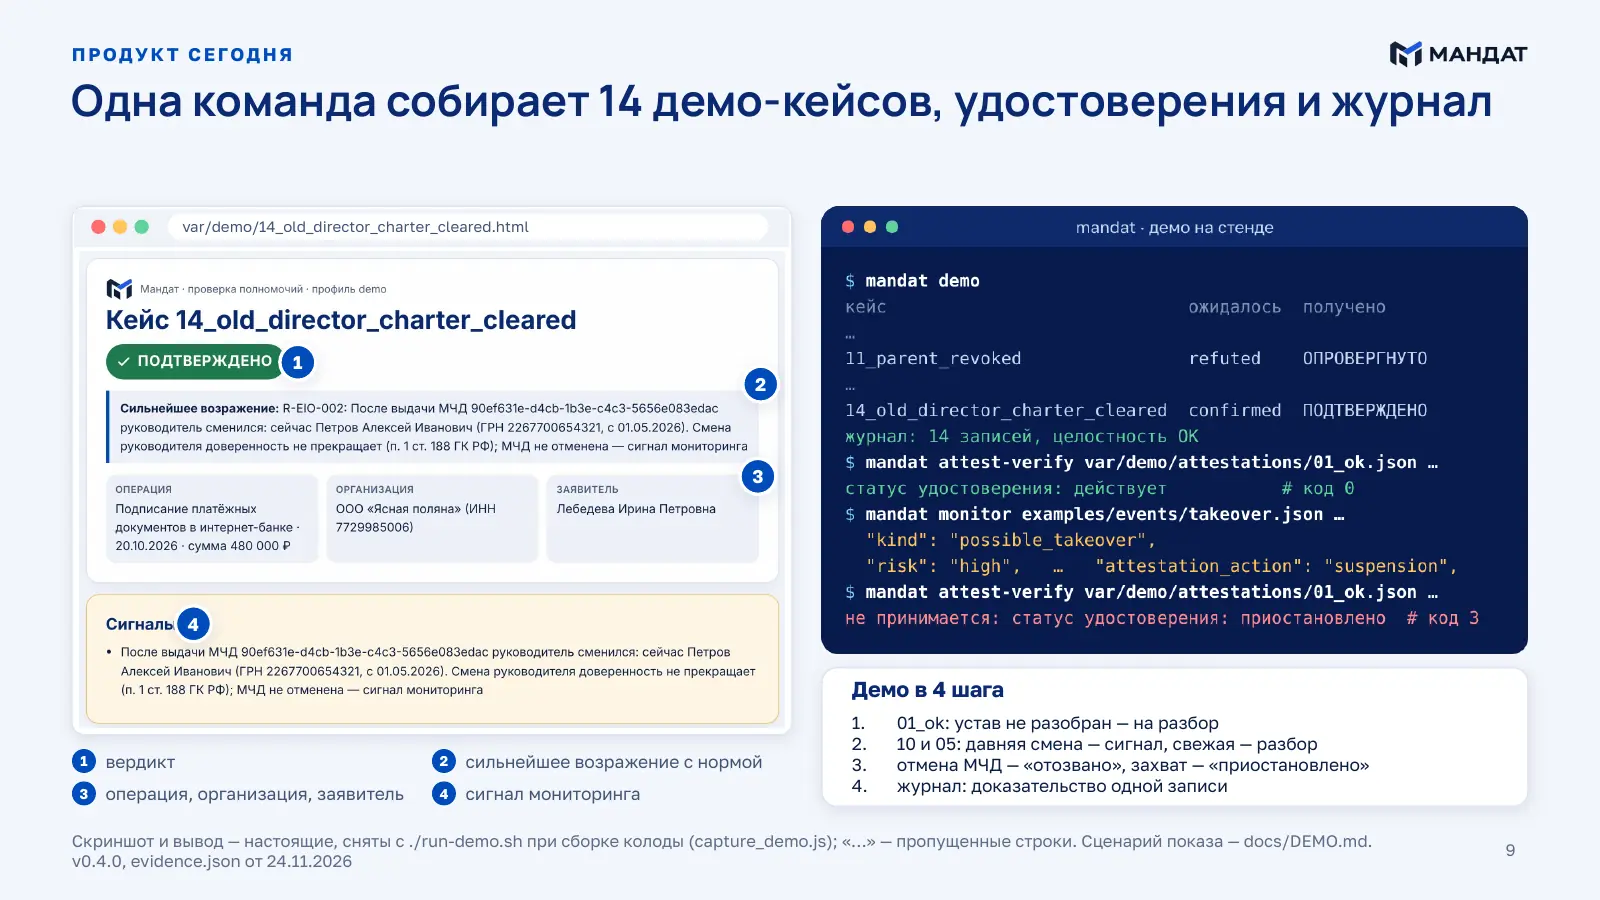 ПРОДУКТ СЕГОДНЯ
МАНДАТ
Одна команда собирает 14 демо-кейсов, удостоверения и журнал
var/demo/14_old_director_charter_cleared.html
Мандат · проверка полномочий · профиль demo
Кейс 14_old_director_charter_cleared
✓ ПОДТВЕРЖДЕНО
1
2
Сильнейшее возражение: R-EIO-002: После выдачи МЧД 90ef631e-d4cb-1b3e-c4c3-5656e083edac
руководитель сменился: сейчас Петров Алексей Иванович (ГРН 2267700654321, с 01.05.2026). Смена
руководителя доверенность не прекращает (п. 1 ст. 188 ГК РФ); МЧД не отменена — сигнал мониторинга
3
ОПЕРАЦИЯ
Подписание платёжных
документов в интернет-банке ·
20.10.2026 · сумма 480 000 ₽
ОРГАНИЗАЦИЯ
ООО «Ясная поляна» (ИНН
7729985006)
ЗАЯВИТЕЛЬ
Лебедева Ирина Петровна
Сигналы
4
• После выдачи МЧД 90ef631e-d4cb-1b3e-c4c3-5656e083edac руководитель сменился: сейчас Петров
Алексей Иванович (ГРН 2267700654321, с 01.05.2026). Смена руководителя доверенность не прекращает
(п. 1 ст. 188 ГК РФ); МЧД не отменена — сигнал мониторинга
1 вердикт
2 сильнейшее возражение с нормой
3 операция, организация, заявитель
4 сигнал мониторинга
mandat · демо на стенде
$ mandat demo
кейс ожидалось получено
…
11_parent_revoked refuted ОПРОВЕРГНУТО
…
14_old_director_charter_cleared confirmed ПОДТВЕРЖДЕНО
журнал: 14 записей, целостность OK
$ mandat attest-verify var/demo/attestations/01_ok.json …
статус удостоверения: действует # код 0
$ mandat monitor examples/events/takeover.json …
"kind": "possible_takeover",
"risk": "high", … "attestation_action": "suspension",
$ mandat attest-verify var/demo/attestations/01_ok.json …
не принимается: статус удостоверения: приостановлено # код 3
Демо в 4 шага
1. 01_ok: устав не разобран — на разбор
2. 10 и 05: давняя смена — сигнал, свежая — разбор
3. отмена МЧД — «отозвано», захват — «приостановлено»
4. журнал: доказательство одной записи
Скриншот и вывод — настоящие, сняты с ./run-demo.sh при сборке колоды (capture_demo.js); «…» — пропущенные строки. Сценарий показа — docs/DEMO.md.
v0.4.0, evidence.json от 24.11.2026
9